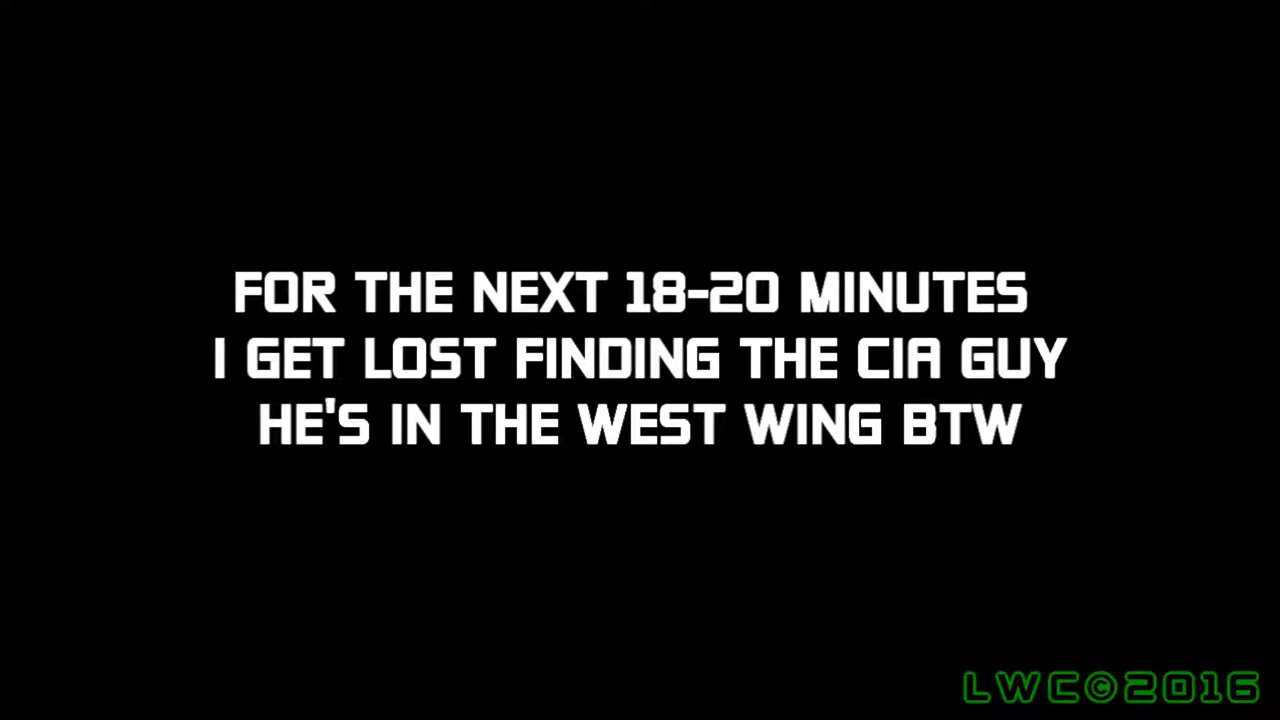 FOR THE NEXT 18-20 MINUTES
I GET LOST FINDING THE CIA GUY
HE'S IN THE WEST WING BTW
LWC©2016